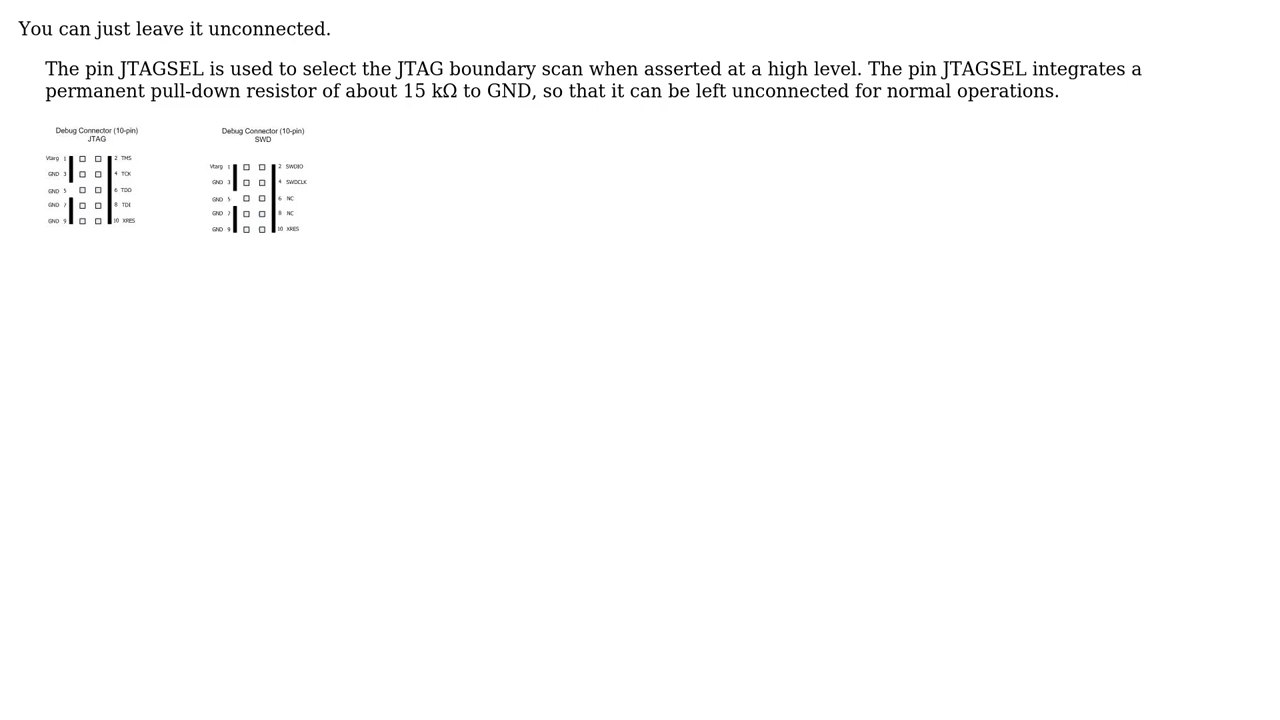 You can just leave it unconnected.
The pin JTAGSEL is used to select the JTAG boundary scan when asserted at a high level. The pin JTAGSEL integrates a
permanent pull-down resistor of about 15 kΩ to GND, so that it can be left unconnected for normal operations.
Debug Connector (10-pin)
JTAG
Vtarg 1 2 TMS
GND 3 4 TCK
GND 5 6 TDO
GND 7 8 TDI
GND 9 10 XRES
Debug Connector (10-pin)
SWD
Vtarg 1 2 SWDIO
GND 3 4 SWDCLK
GND 5 6 NC
GND 7 8 NC
GND 9 10 XRES